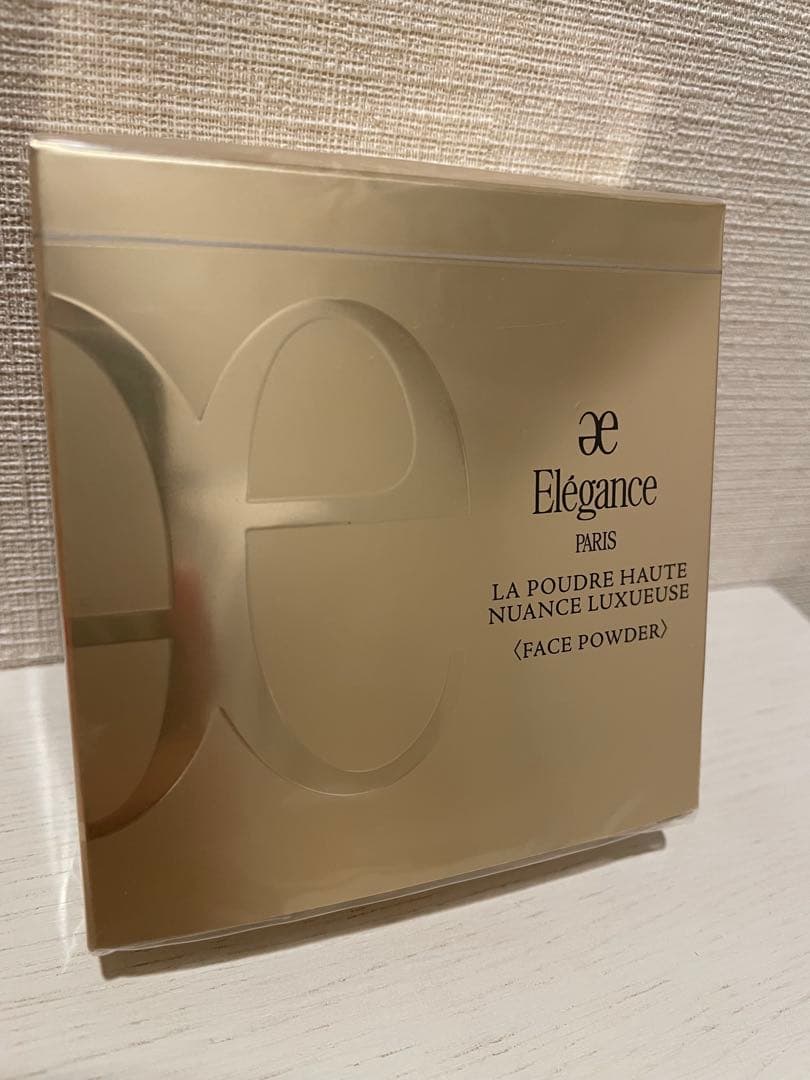 Elégance
PARIS
LA POUDRE HAUTE
NUANCE LUXUEUSE
〈FACE POWDER〉